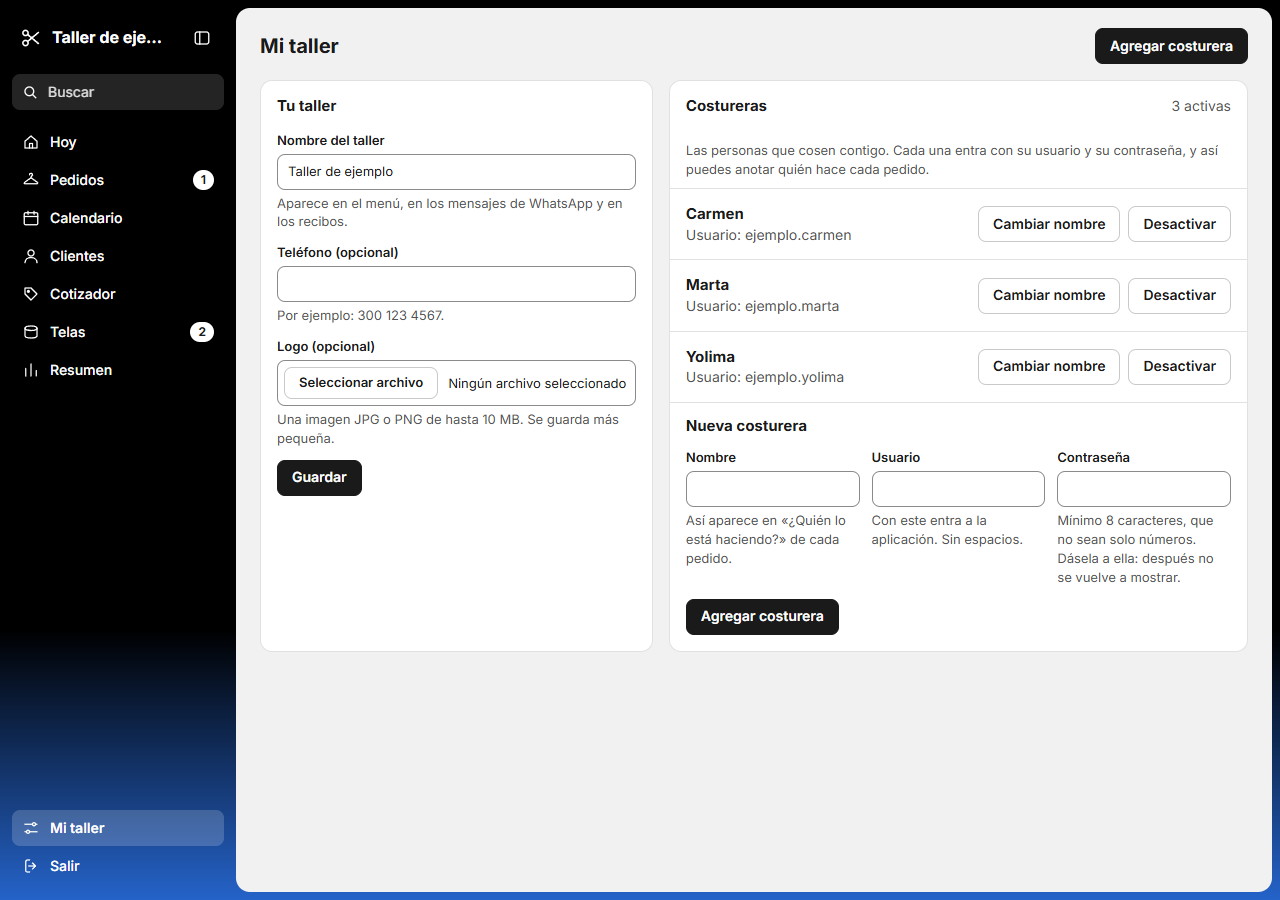 Taller de eje...
Buscar
Hoy
Pedidos 1
Calendario
Clientes
Cotizador
Telas 2
Resumen
Mi taller
Salir
Mi taller
Agregar costurera
Tu taller
Nombre del taller
Taller de ejemplo
Aparece en el menú, en los mensajes de WhatsApp y en
los recibos.
Teléfono (opcional)
Por ejemplo: 300 123 4567.
Logo (opcional)
Seleccionar archivo Ningún archivo seleccionado
Una imagen JPG o PNG de hasta 10 MB. Se guarda más
pequeña.
Guardar
Costureras 3 activas
Las personas que cosen contigo. Cada una entra con su usuario y su contraseña, y así
puedes anotar quién hace cada pedido.
Carmen
Usuario: ejemplo.carmen
Cambiar nombre Desactivar
Marta
Usuario: ejemplo.marta
Cambiar nombre Desactivar
Yolima
Usuario: ejemplo.yolima
Cambiar nombre Desactivar
Nueva costurera
Nombre
Así aparece en «¿Quién lo
está haciendo?» de cada
pedido.
Usuario
Con este entra a la
aplicación. Sin espacios.
Contraseña
Mínimo 8 caracteres, que
no sean solo números.
Dásela a ella: después no
se vuelve a mostrar.
Agregar costurera